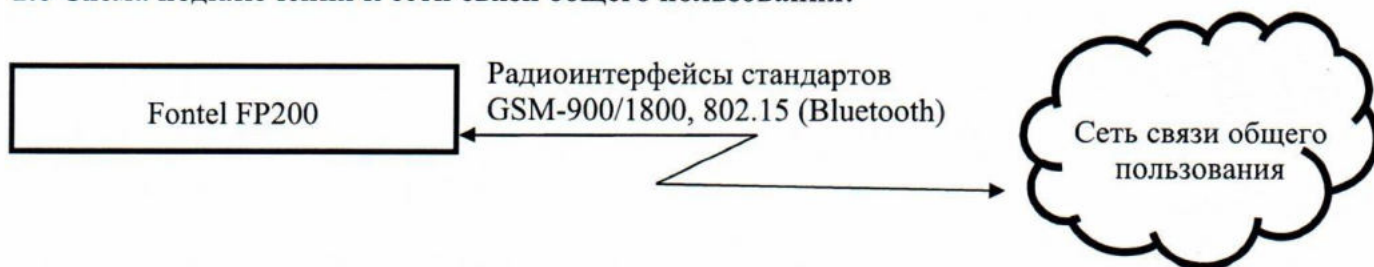 Fontel FP200
Радиоинтерфейсы стандартов
GSM-900/1800, 802.15 (Bluetooth)
Сеть связи общего
пользования